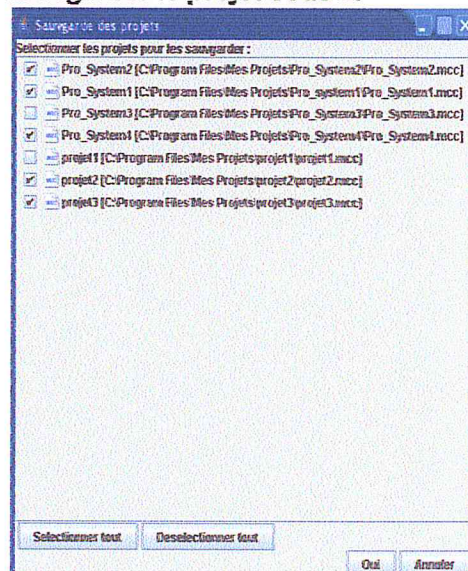 Sauvgarde des projets
Selectionner les projets pour les sauvgarder :
Pro_System2 [C:\Program Files\Mes Projets\Pro_System2\Pro_System2.mcc]
Pro_System1 [C:\Program Files\Mes Projets\Pro_system1\Pro_System1.mcc]
Pro_System3 [C:\Program Files\Mes Projets\Pro_System3\Pro_System3.mcc]
Pro_System4 [C:\Program Files\Mes Projets\Pro_System4\Pro_System4.mcc]
projet1 [C:\Program Files\Mes Projets\projet1\projet1.mcc]
projet2 [C:\Program Files\Mes Projets\projet2\projet2.mcc]
projet3 [C:\Program Files\Mes Projets\projet3\projet3.mcc]
Selectionner tout Deselectionner tout
Oui Annuler